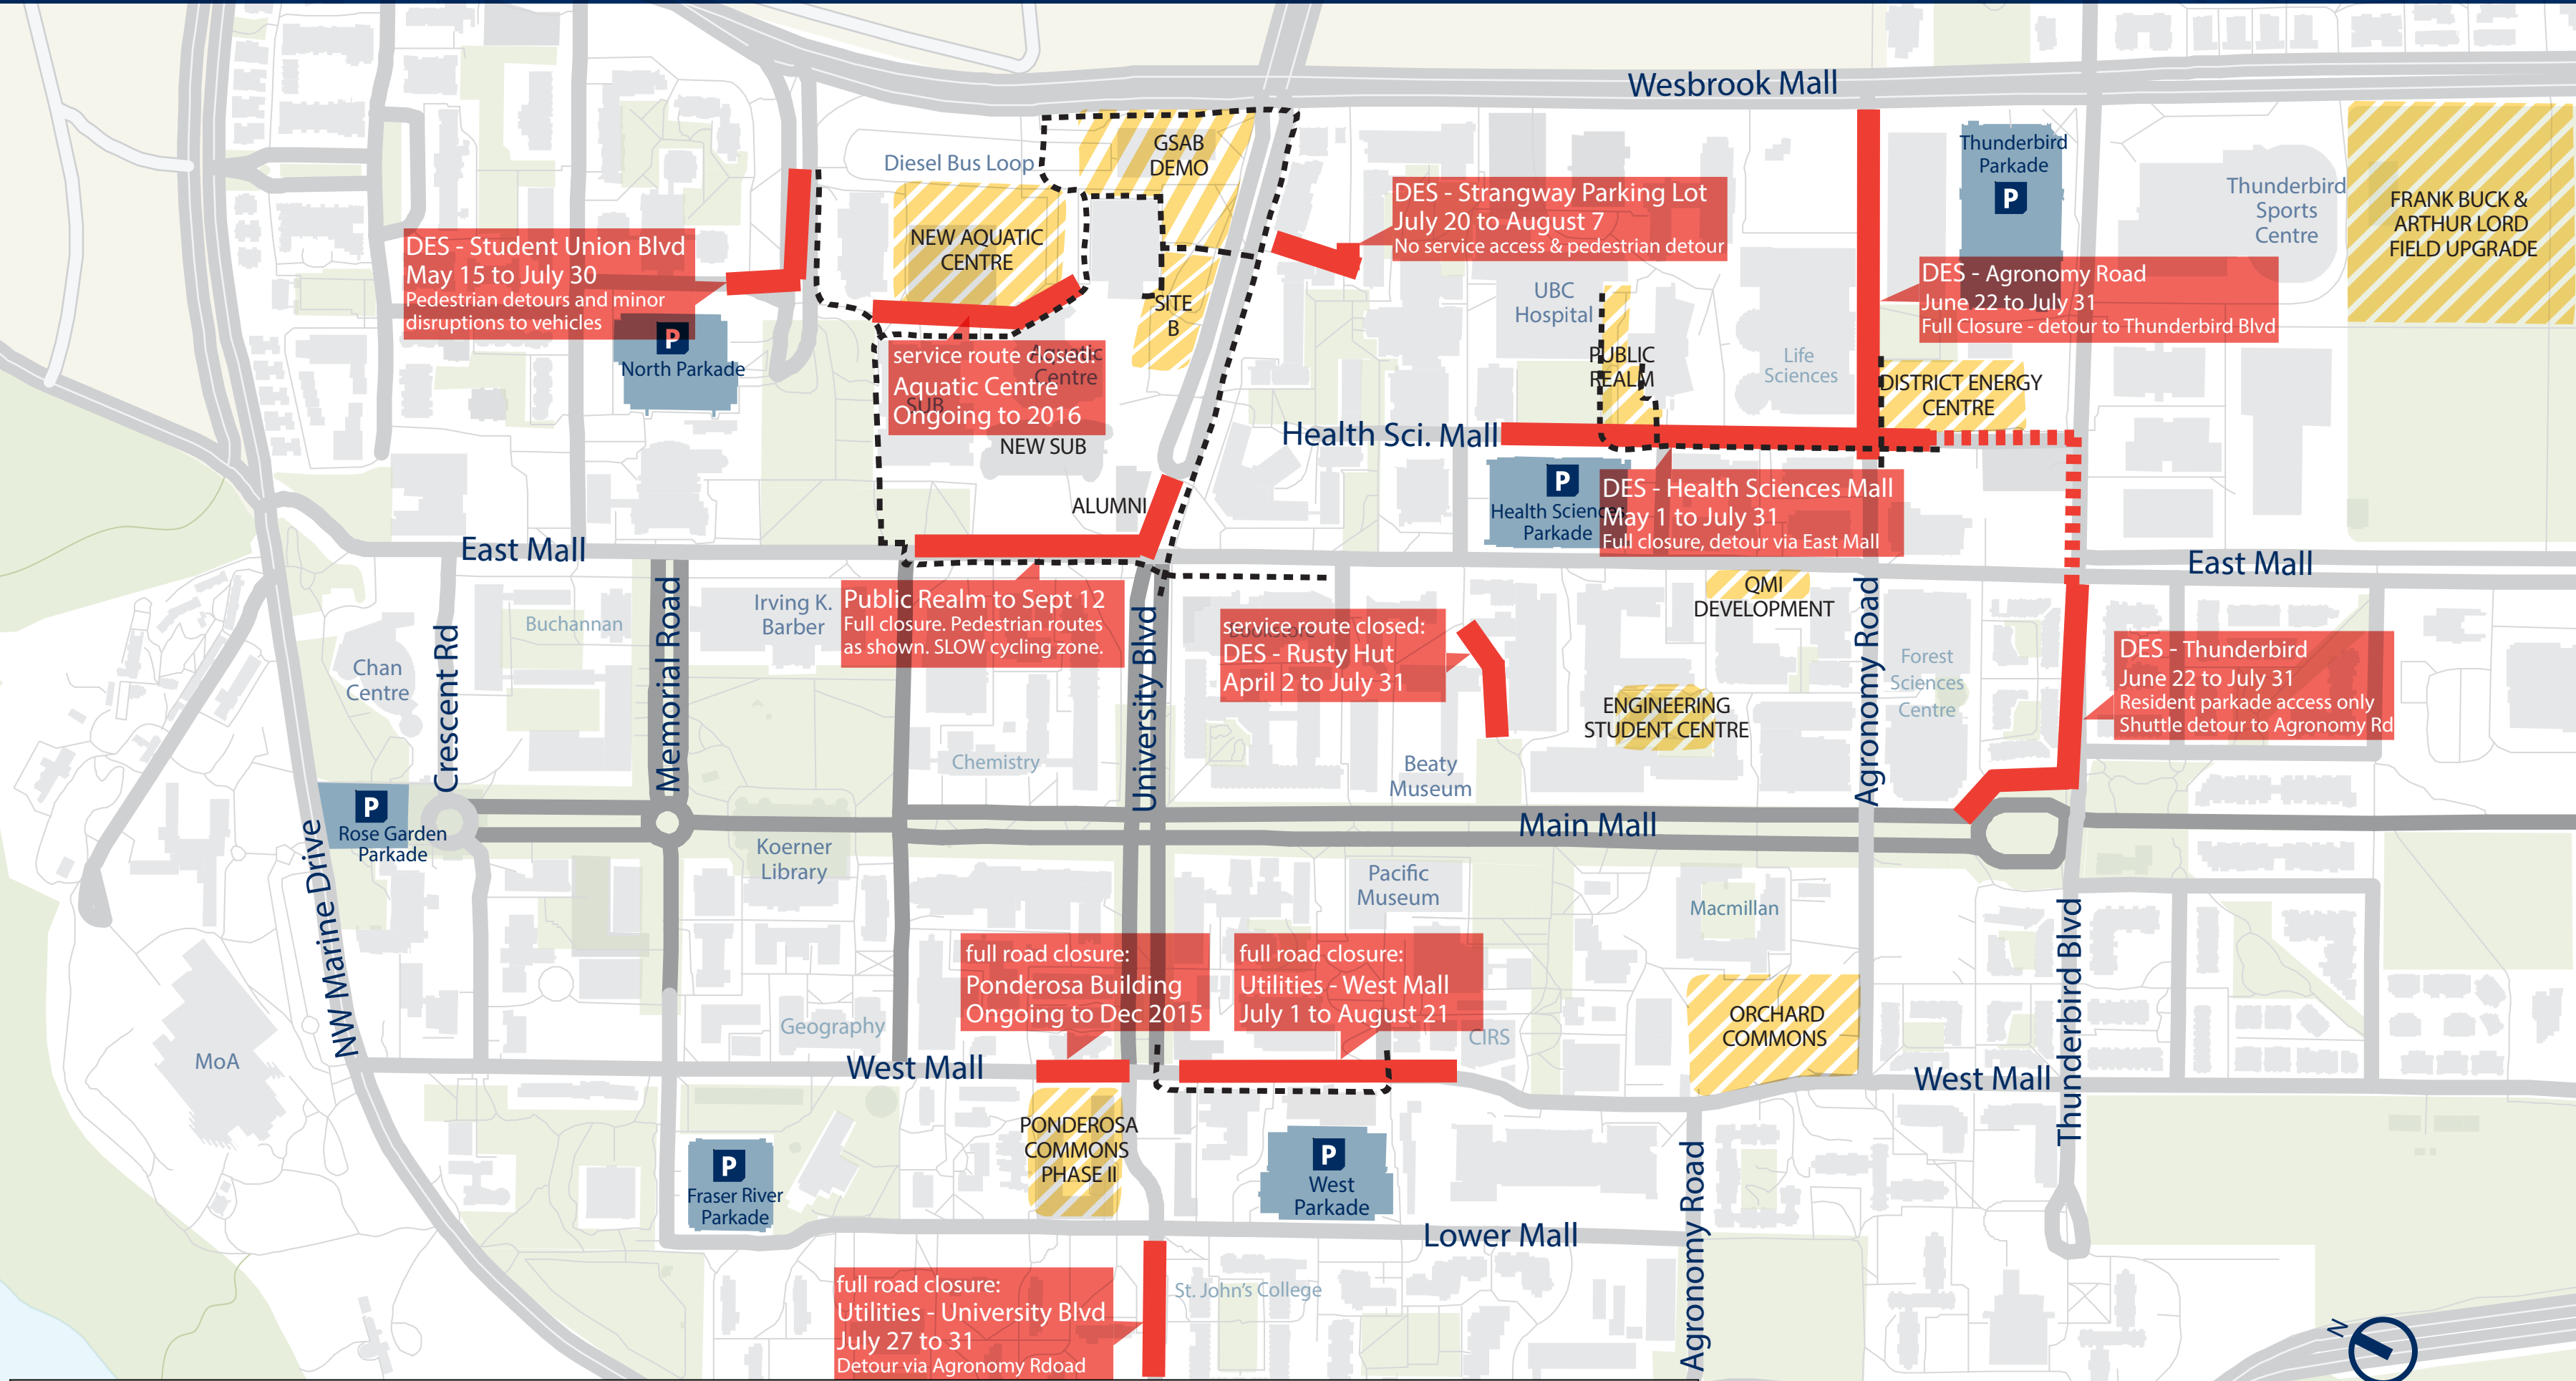 Wesbrook Mall
Diesel Bus Loop
GSAB
DEMO
Thunderbird
Parkade
P
Thunderbird
Sports
Centre
FRANK BUCK &
ARTHUR LORD
FIELD UPGRADE
DES - Strangway Parking Lot
July 20 to August 7
No service access & pedestrian detour
DES - Student Union Blvd
May 15 to July 30
Pedestrian detours and minor
disruptions to vehicles
NEW AQUATIC
CENTRE
SITE
B
UBC
Hospital
DES - Agronomy Road
June 22 to July 31
Full Closure - detour to Thunderbird Blvd
P
North Parkade
service route closed:
Aquatic Centre
Ongoing to 2016
Aquatic
Centre
SUB
NEW SUB
PUBLIC
REALM
Life
Sciences
DISTRICT ENERGY
CENTRE
Health Sci. Mall
ALUMNI
P
Health Scienc
Parkade
DES - Health Sciences Mall
May 1 to July 31
Full closure, detour via East Mall
East Mall
East Mall
Irving K.
Barber
Buchannan
Public Realm to Sept 12
Full closure. Pedestrian routes
as shown. SLOW cycling zone.
Bookstore
service route closed:
DES - Rusty Hut
April 2 to July 31
QMI
DEVELOPMENT
Chan
Centre
Crescent Rd
Memorial Road
University Blvd
Agronomy Road
Forest
Sciences
Centre
DES - Thunderbird
June 22 to July 31
Resident parkade access only
Shuttle detour to Agronomy Rd
ENGINEERING
STUDENT CENTRE
Chemistry
Beaty
Museum
P
Rose Garden
Parkade
Main Mall
Koerner
Library
Pacific
Museum
Macmillan
NW Marine Drive
full road closure:
Ponderosa Building
Ongoing to Dec 2015
full road closure:
Utilities - West Mall
July 1 to August 21
Geography
CIRS
ORCHARD
COMMONS
Thunderbird Blvd
MoA
West Mall
West Mall
PONDEROSA
COMMONS
PHASE II
P
Fraser River
Parkade
P
West
Parkade
Lower Mall
Agronomy Road
full road closure:
Utilities - University Blvd
July 27 to 31
Detour via Agronomy Rdoad
St. John's College
N